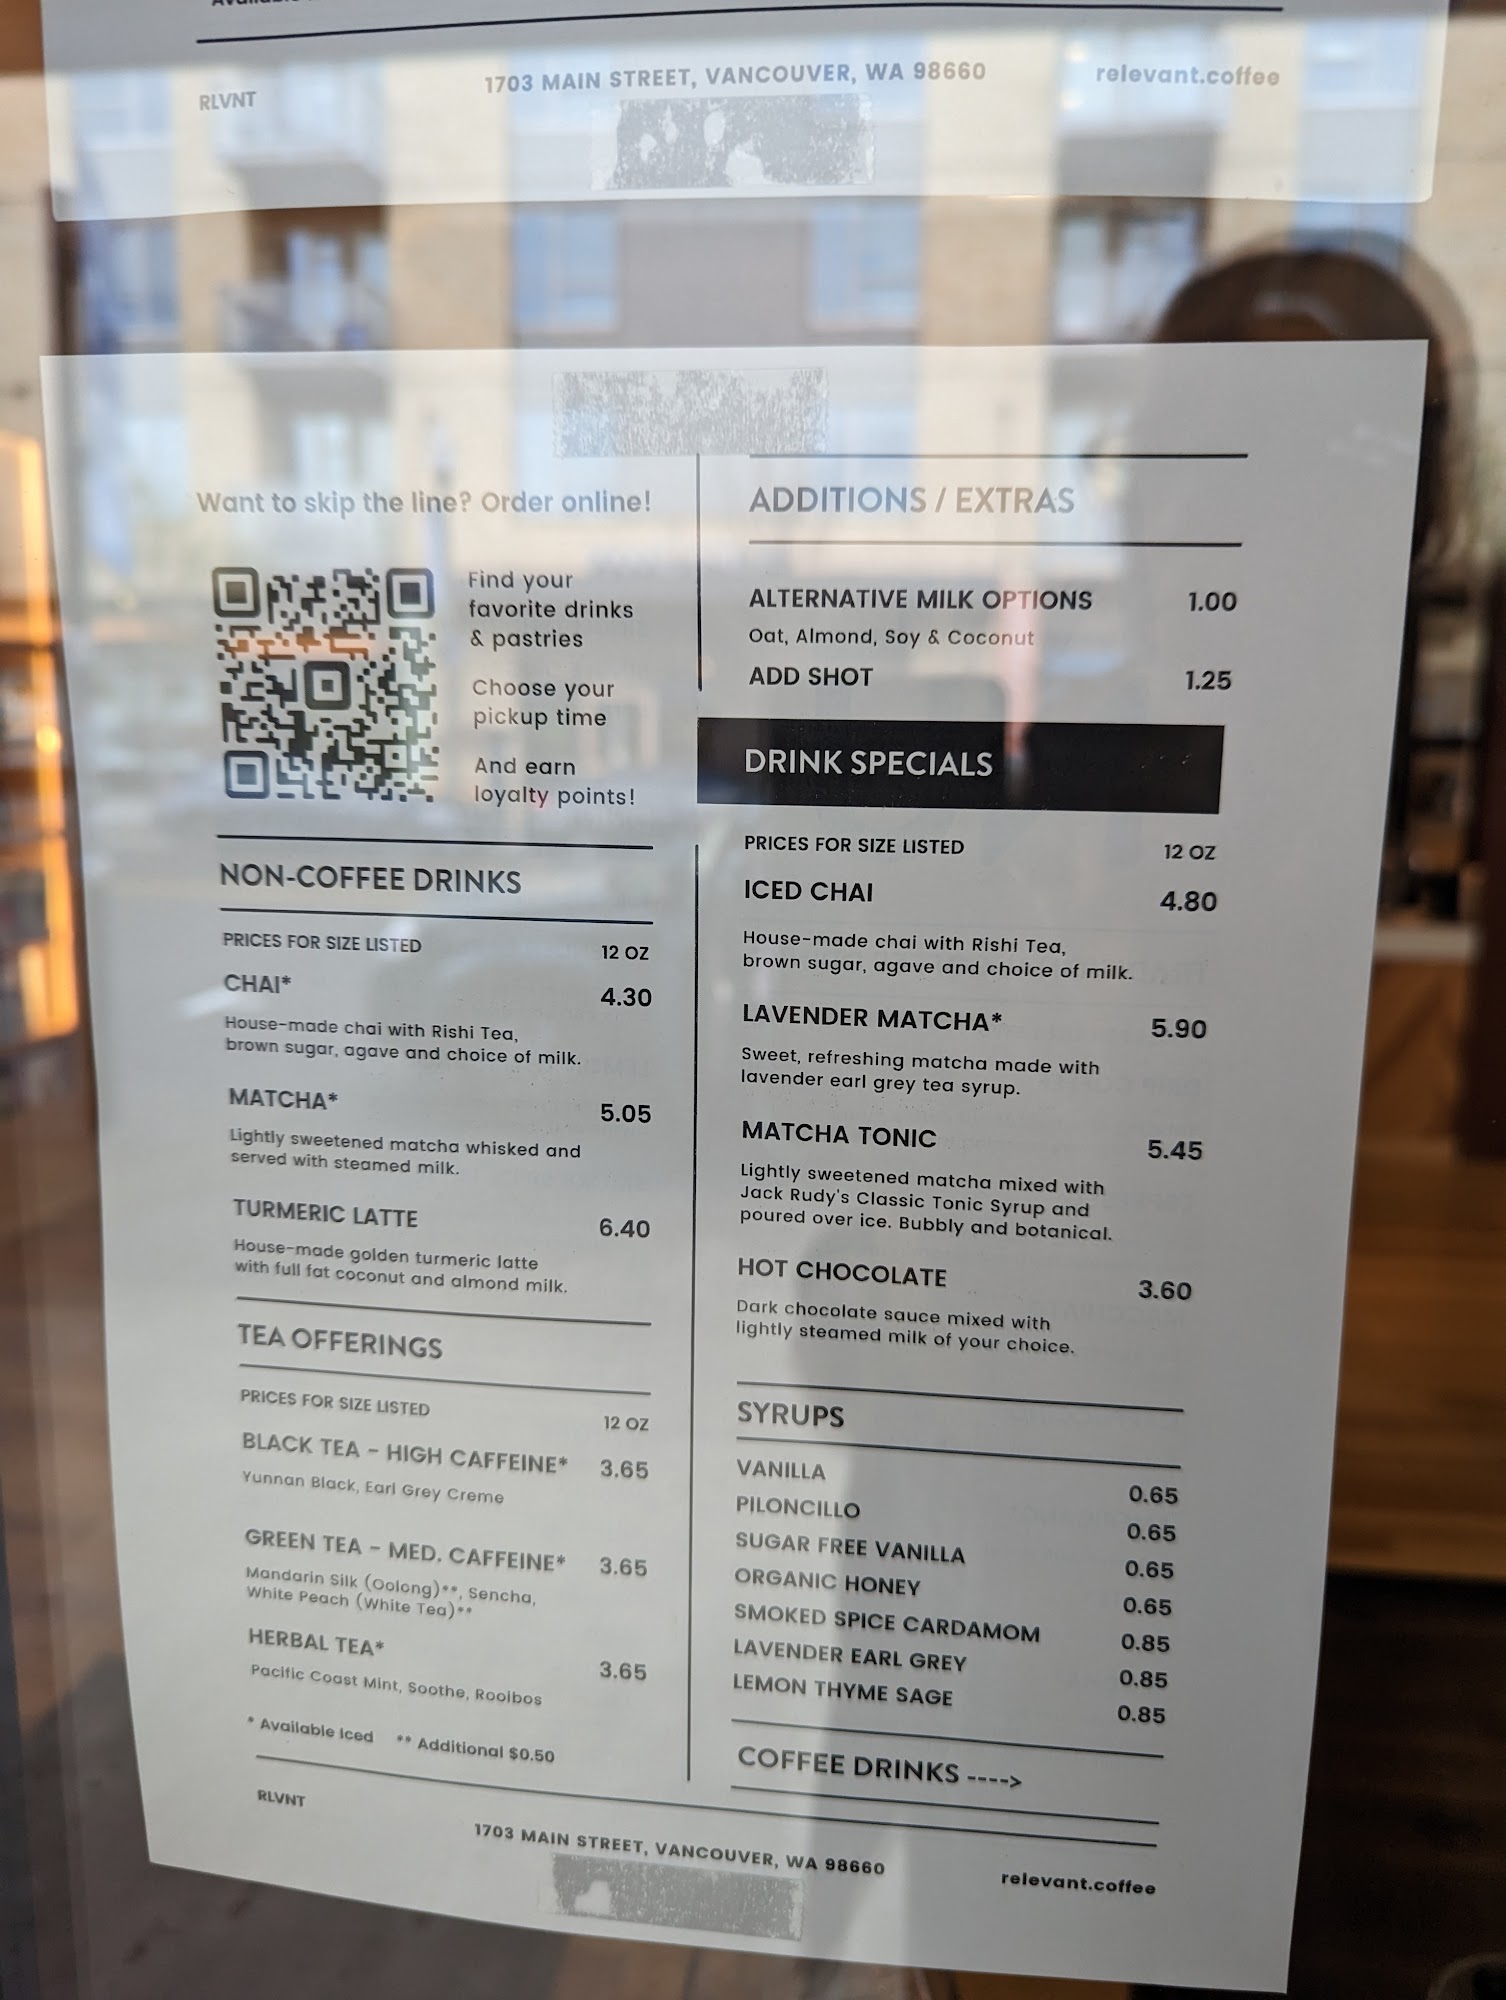 RLVNT
1703 MAIN STREET, VANCOUVER, WA 98660
relevant.coffee
Want to skip the line? Order online!
Find your
favorite drinks
& pastries
Choose your
pickup time
And earn
loyalty points!
NON-COFFEE DRINKS
PRICES FOR SIZE LISTED 12 OZ
CHAI* 4.30
House-made chai with Rishi Tea,
brown sugar, agave and choice of milk.
MATCHA* 5.05
Lightly sweetened matcha whisked and
served with steamed milk.
TURMERIC LATTE 6.40
House-made golden turmeric latte
with full fat coconut and almond milk.
TEA OFFERINGS
PRICES FOR SIZE LISTED 12 OZ
BLACK TEA - HIGH CAFFEINE* 3.65
Yunnan Black, Earl Grey Creme
GREEN TEA - MED. CAFFEINE* 3.65
Mandarin Silk (Oolong)**, Sencha,
White Peach (White Tea)**
HERBAL TEA* 3.65
Pacific Coast Mint, Soothe, Rooibos
* Available Iced ** Additional $0.50
ADDITIONS / EXTRAS
ALTERNATIVE MILK OPTIONS 1.00
Oat, Almond, Soy & Coconut
ADD SHOT 1.25
DRINK SPECIALS
PRICES FOR SIZE LISTED 12 OZ
ICED CHAI 4.80
House-made chai with Rishi Tea,
brown sugar, agave and choice of milk.
LAVENDER MATCHA* 5.90
Sweet, refreshing matcha made with
lavender earl grey tea syrup.
MATCHA TONIC 5.45
Lightly sweetened matcha mixed with
Jack Rudy's Classic Tonic Syrup and
poured over ice. Bubbly and botanical.
HOT CHOCOLATE 3.60
Dark chocolate sauce mixed with
lightly steamed milk of your choice.
SYRUPS
VANILLA 0.65
PILONCILLO 0.65
SUGAR FREE VANILLA 0.65
ORGANIC HONEY 0.65
SMOKED SPICE CARDAMOM 0.85
LAVENDER EARL GREY 0.85
LEMON THYME SAGE 0.85
COFFEE DRINKS ---->
RLVNT
1703 MAIN STREET, VANCOUVER, WA 98660
relevant.coffee